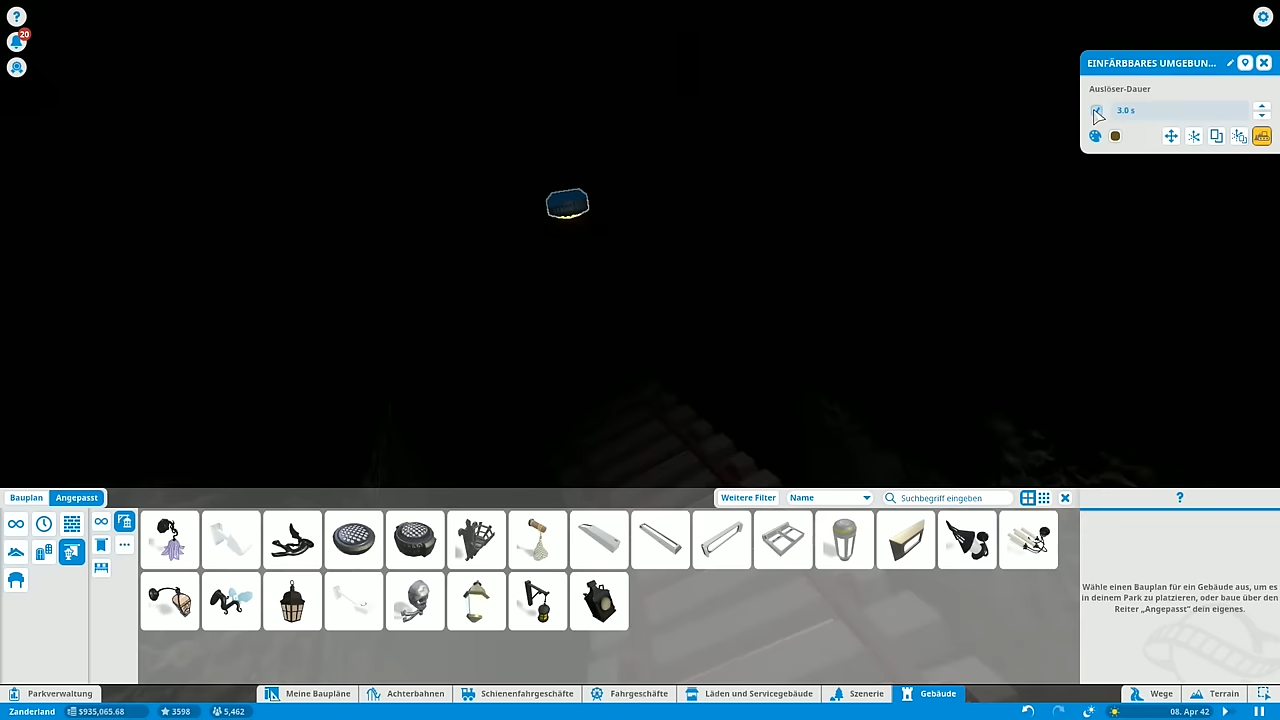 20
EINFÄRBBARES UMGEBUN...
Auslöser-Dauer
3.0 s
Bauplan
Angepasst
Weitere Filter
Name
Suchbegriff eingeben
?
Wähle einen Bauplan für ein Gebäude aus, um es
in deinem Park zu platzieren, oder baue über den
Reiter „Angepasst" dein eigenes.
Parkverwaltung
Meine Baupläne
Achterbahnen
Schienenfahrgeschäfte
Fahrgeschäfte
Läden und Servicegebäude
Szenerie
Gebäude
Wege
Terrain
Zanderland
$935,065.68
3598
5,462
08. Apr 42